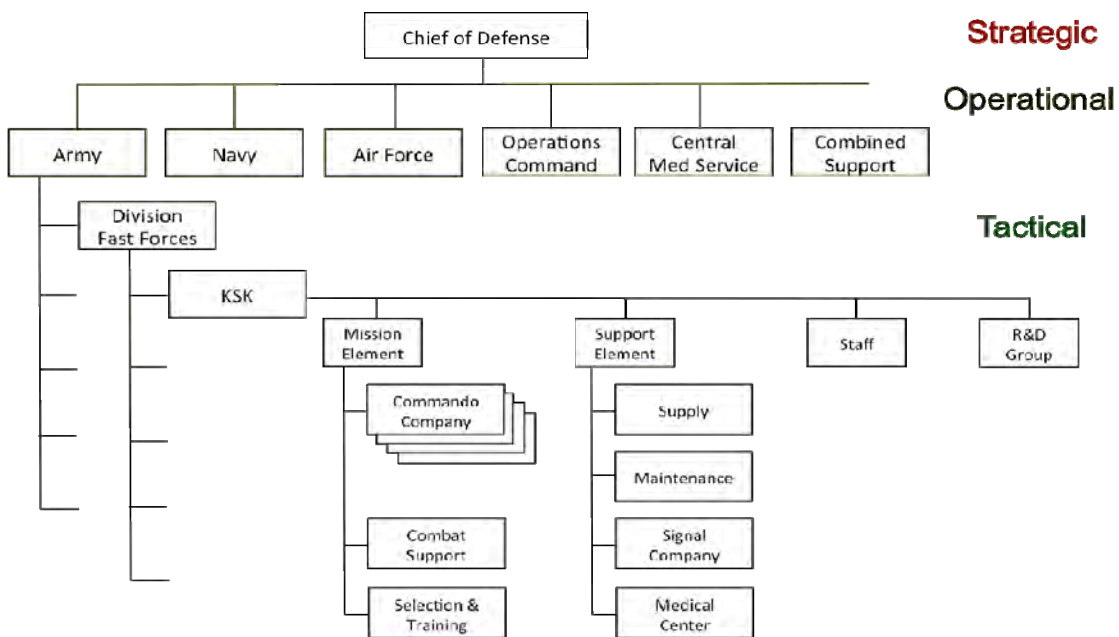 Chief of Defense
Strategic
Operational
Army
Navy
Air Force
Operations
Command
Central
Med Service
Combined
Support
Division
Fast Forces
Tactical
KSK
Mission
Element
Support
Element
Staff
R&D
Group
Commando
Company
Supply
Maintenance
Combat
Support
Signal
Company
Selection &
Training
Medical
Center